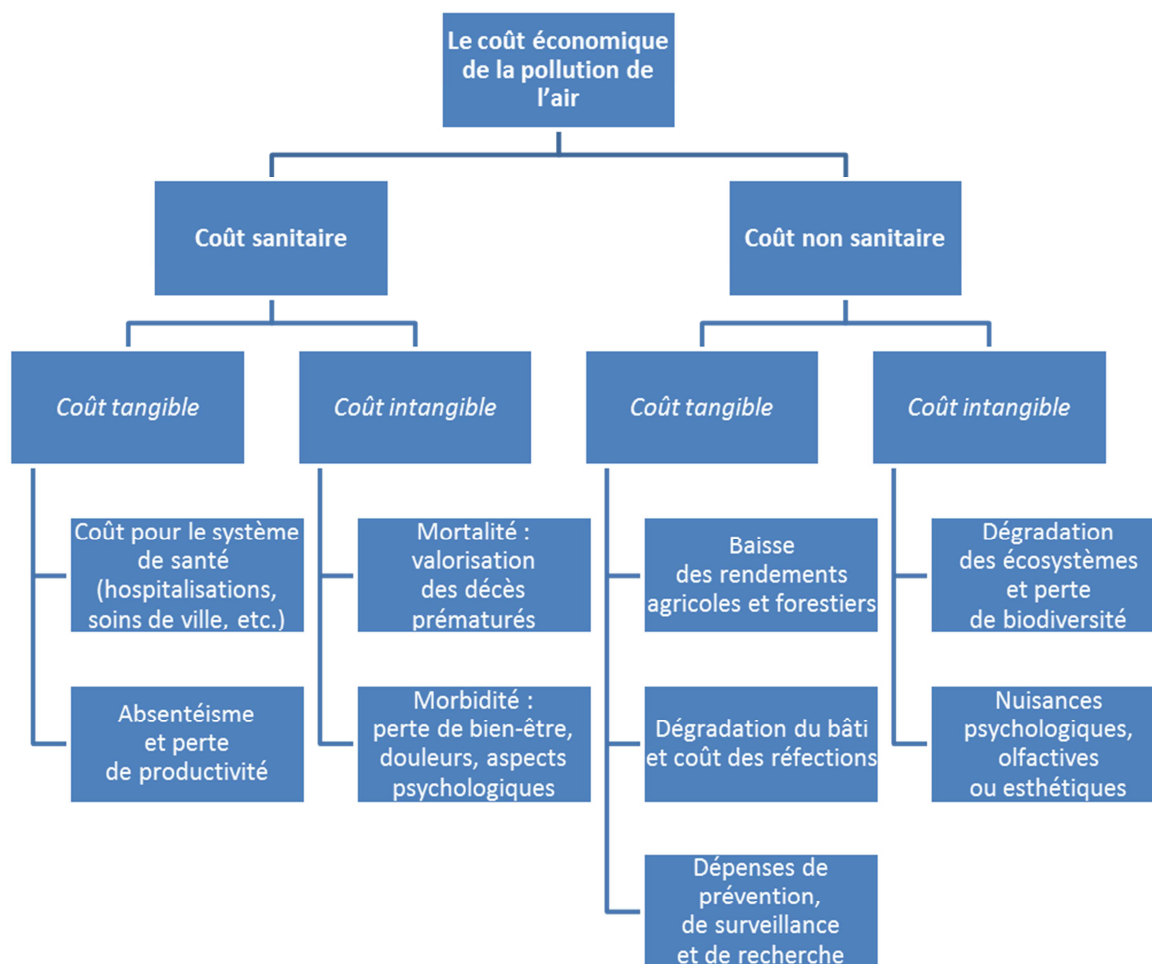 Le coût économique
de la pollution de
l'air
Coût sanitaire
Coût non sanitaire
Coût tangible
Coût intangible
Coût tangible
Coût intangible
Coût pour le système
de santé
(hospitalisations,
soins de ville, etc.)
Mortalité :
valorisation
des décès
prématurés
Baisse
des rendements
agricoles et forestiers
Dégradation
des écosystèmes
et perte
de biodiversité
Absentéisme
et perte
de productivité
Morbidité :
perte de bien-être,
douleurs, aspects
psychologiques
Dégradation du bâti
et coût des réfections
Nuisances
psychologiques,
olfactives
ou esthétiques
Dépenses de
prévention,
de surveillance
et de recherche